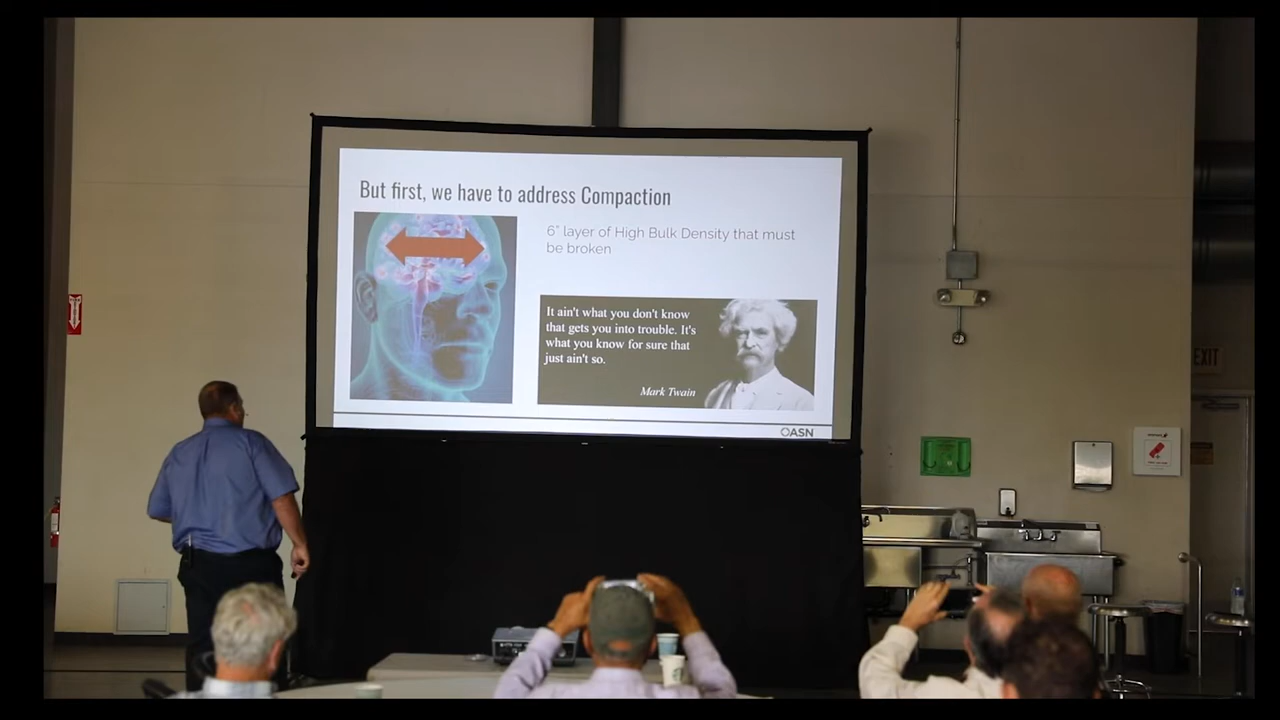 But first, we have to address Compaction
6" layer of High Bulk Density that must
be broken
It ain't what you don't know
that gets you into trouble. It's
what you know for sure that
just ain't so.
Mark Twain
ASN
EXIT